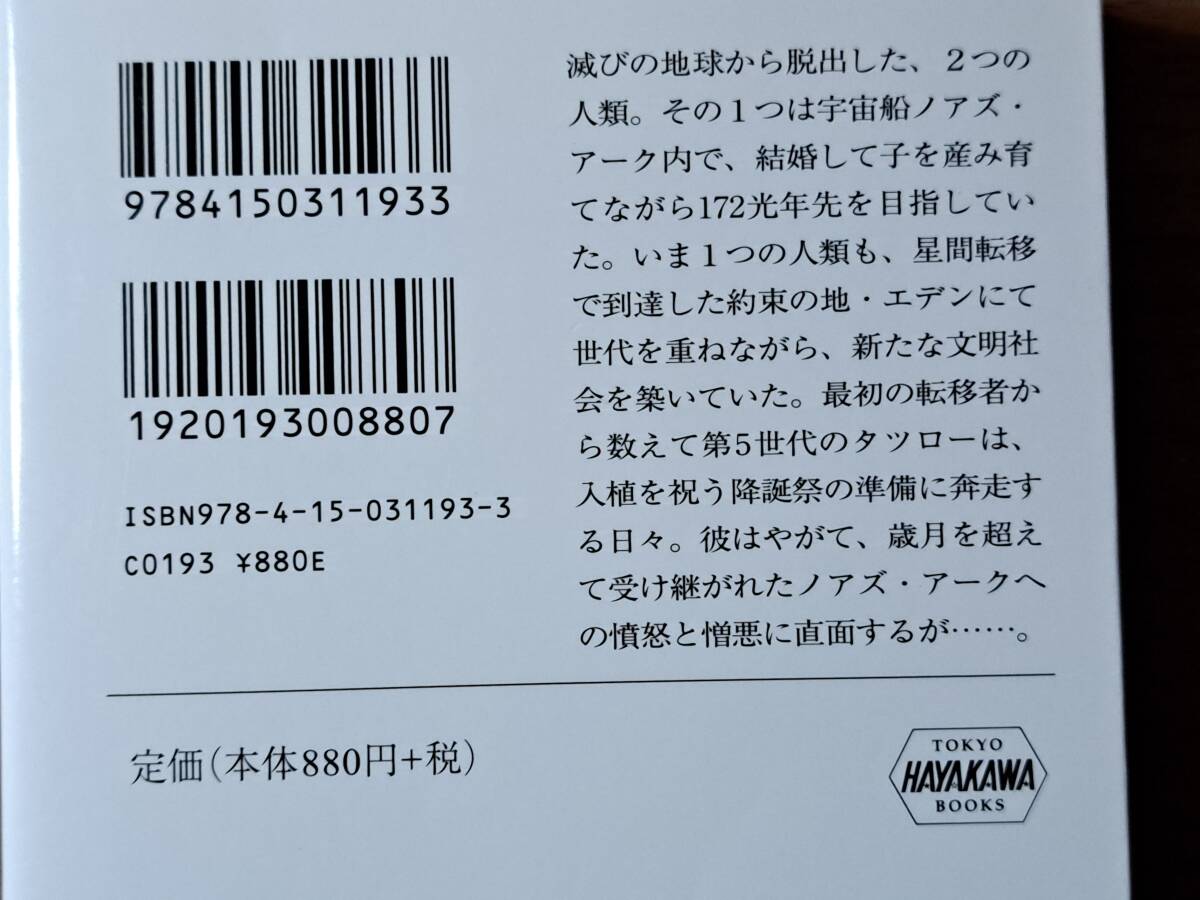 9784150311933
1920193008807
ISBN978-4-15-031193-3
C0193 ¥880E
滅びの地球から脱出した、２つの
人類。その１つは宇宙船ノアズ・
アーク内で、結婚して子を産み育
てながら172光年先を目指してい
た。いま１つの人類も、星間転移
で到達した約束の地・エデンにて
世代を重ねながら、新たな文明社
会を築いていた。最初の転移者か
ら数えて第5世代のタツローは、
入植を祝う降誕祭の準備に奔走す
る日々。彼はやがて、歳月を超え
て受け継がれたノアズ・アークへ
の憤怒と憎悪に直面するが……。
定価(本体880円+税)
TOKYO
HAYAKAWA
BOOKS